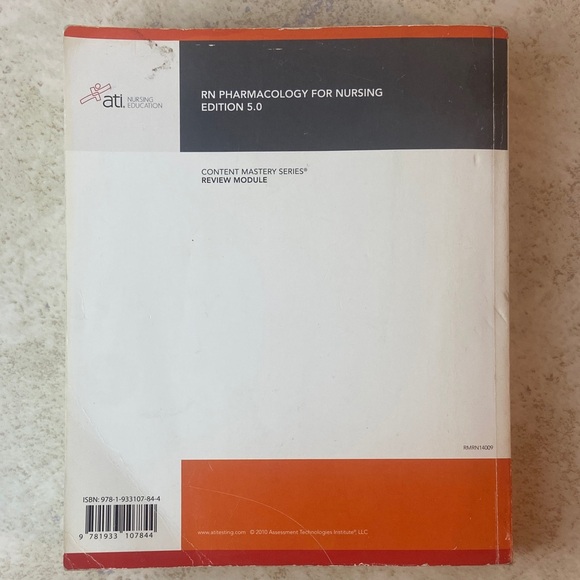 ati. NURSING EDUCATION
RN PHARMACOLOGY FOR NURSING
EDITION 5.0
CONTENT MASTERY SERIES®
REVIEW MODULE
RMRN14009
ISBN: 978-1-933107-84-4
9 781933 107844
www.atitesting.com © 2010 Assessment Technologies Institute®, LLC